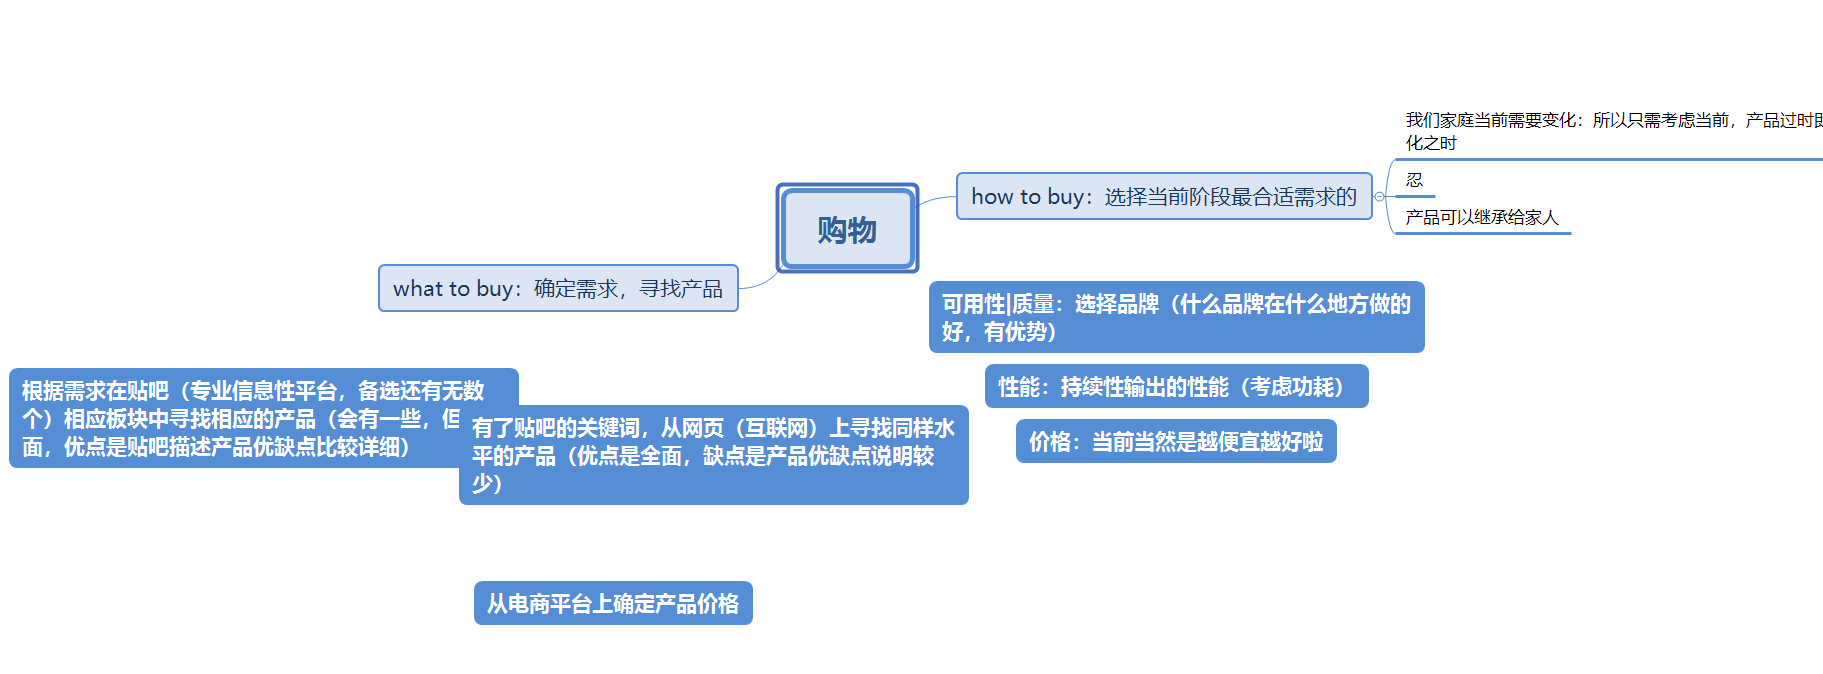 我们家庭当前需要变化：所以只需考虑当前，产品过时
化之时
忍
产品可以继承给家人
how to buy：选择当前阶段最合适需求的
购物
what to buy：确定需求，寻找产品
可用性|质量：选择品牌（什么品牌在什么地方做的
好，有优势）
性能：持续性输出的性能（考虑功耗）
价格：当前当然是越便宜越好啦
根据需求在贴吧（专业信息性平台，备选还有无数
个）相应板块中寻找相应的产品（会有一些，但
面，优点是贴吧描述产品优缺点比较详细）
有了贴吧的关键词，从网页（互联网）上寻找同样水
平的产品（优点是全面，缺点是产品优缺点说明较
少）
从电商平台上确定产品价格